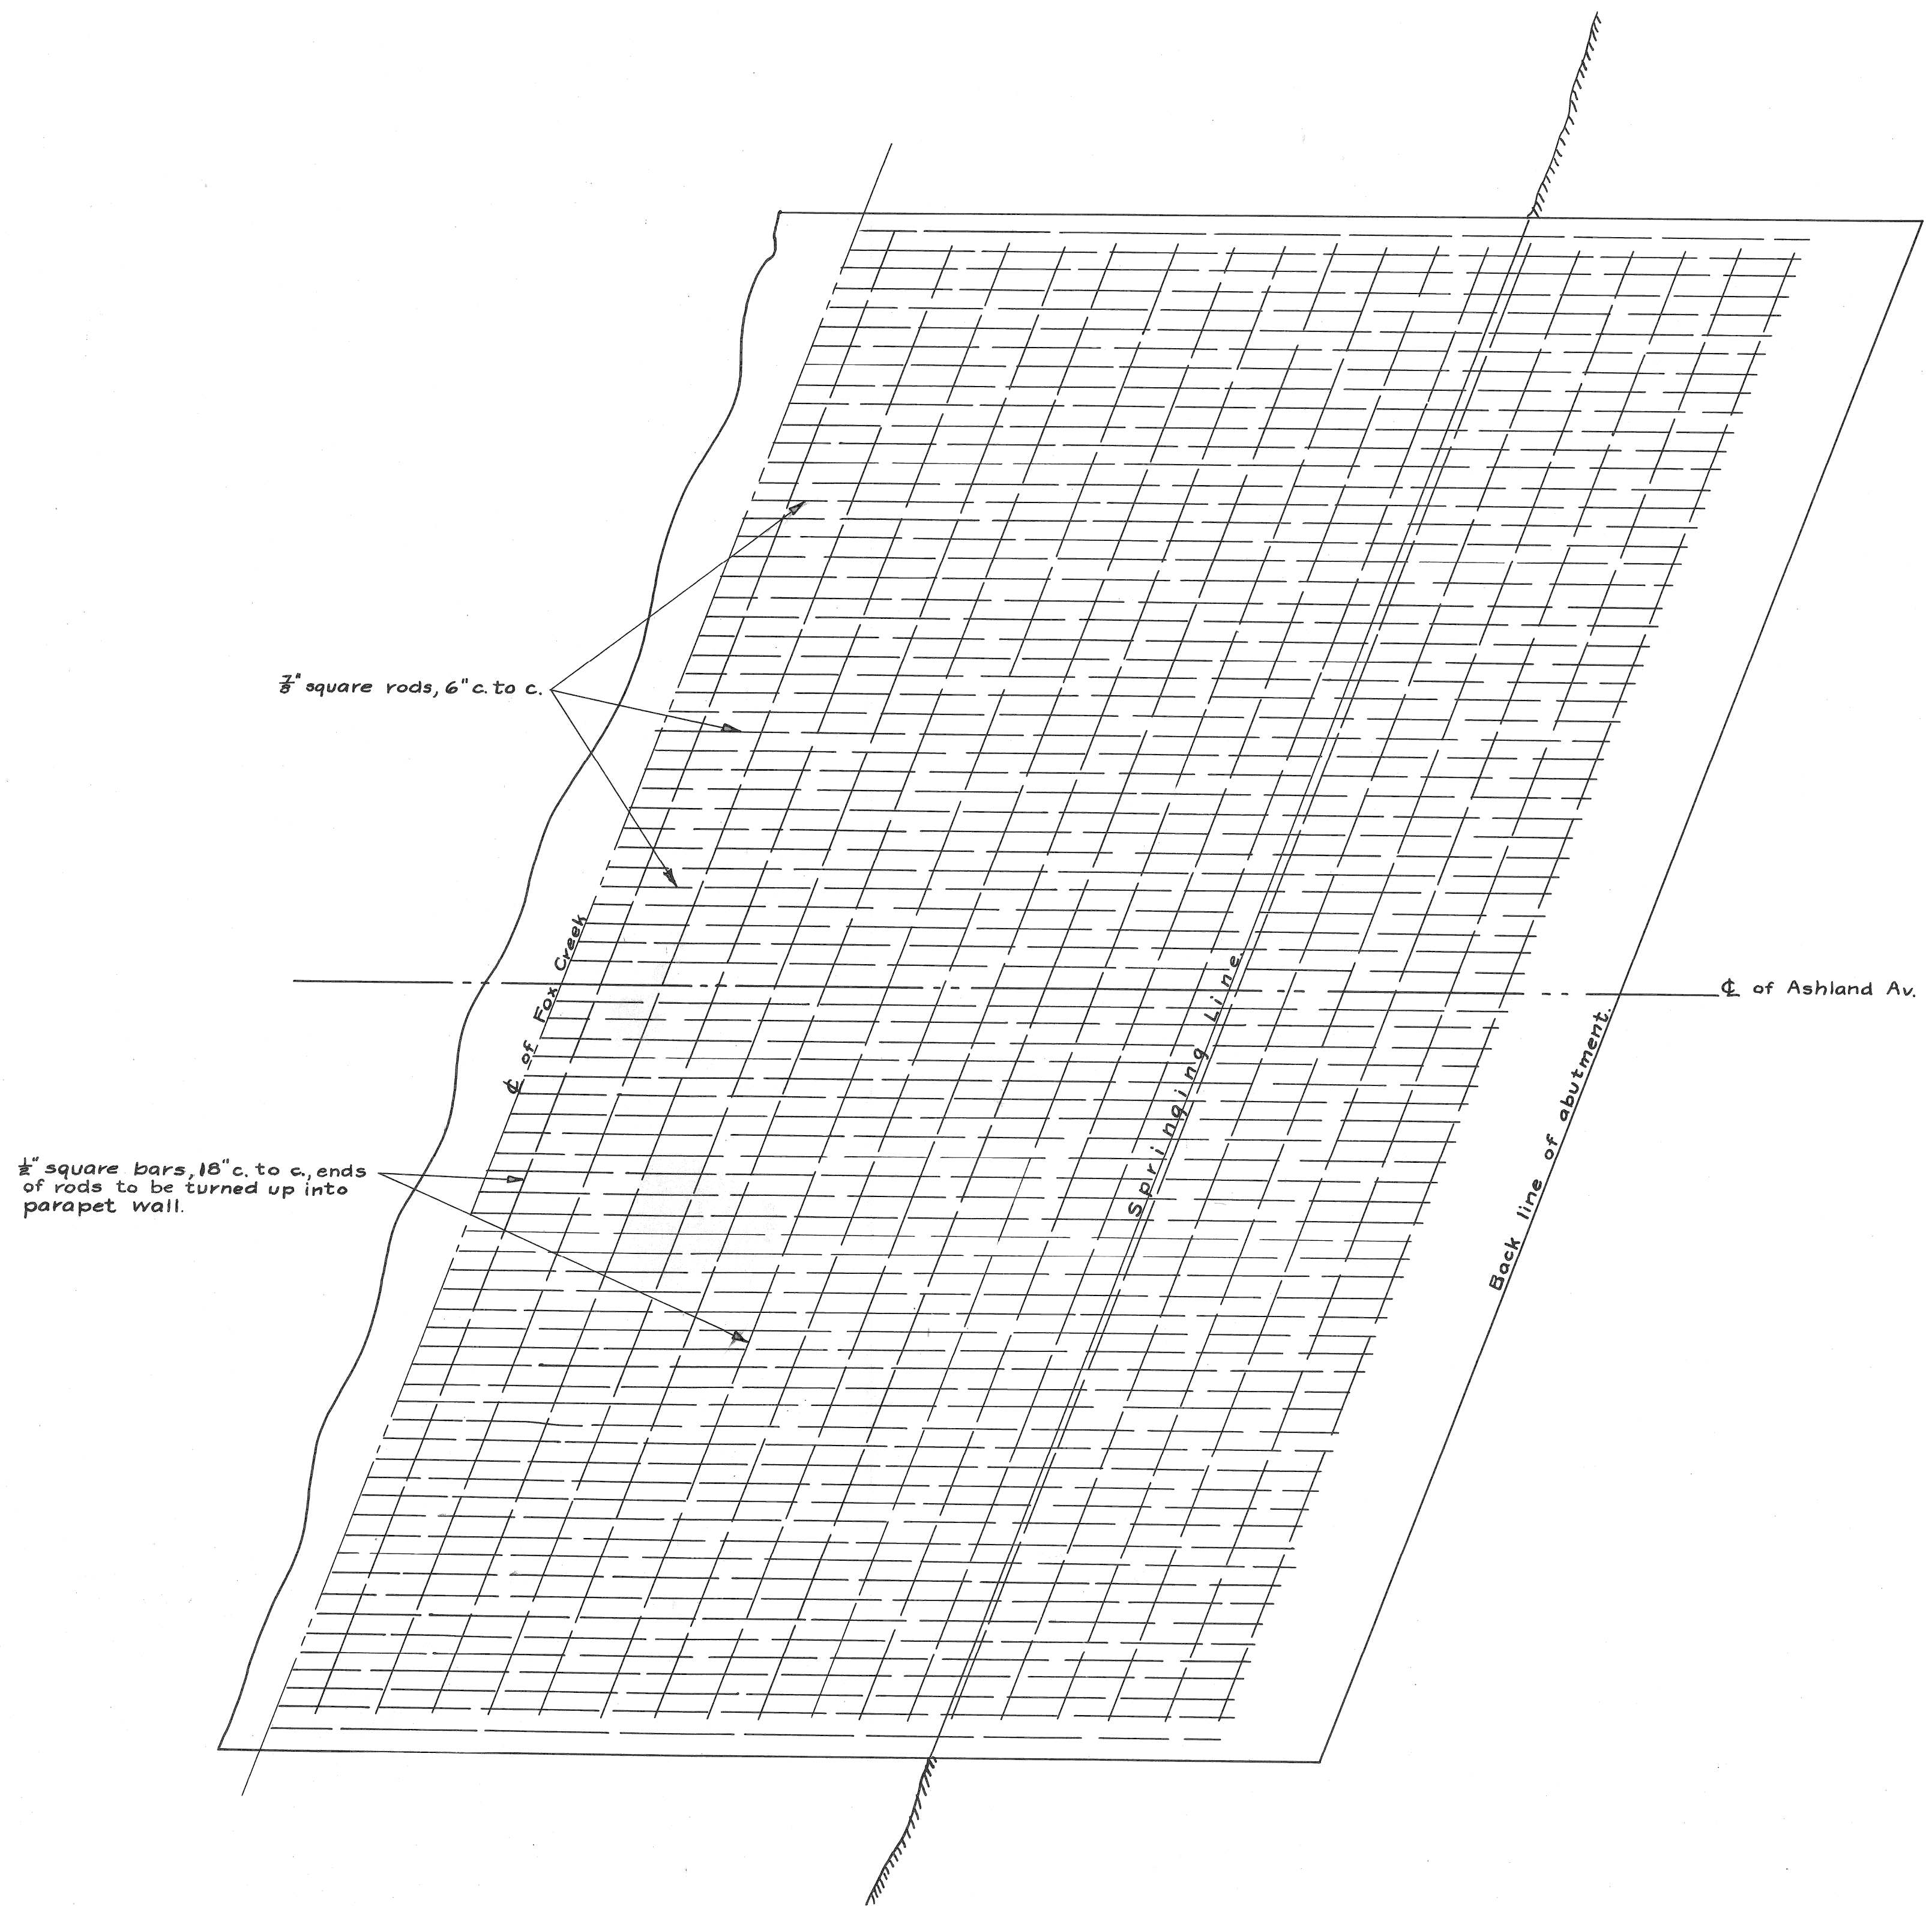 ⅞" square rods, 6" c. to c.
℄ of Fox Creek
Springing Line.
℄ of Ashland Av.
Back line of abutment.
½" square bars, 18" c. to c., ends
of rods to be turned up into
parapet wall.